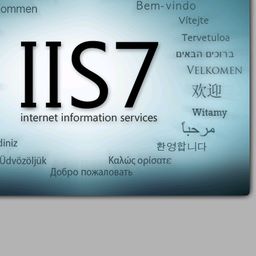 ommen
Bem-vindo
Vítejte
Tervetuloa
ברוכים הבאים
VELKOMEN
欢迎
Witamy
مرحباً
IIS7
internet information services
diniz
환영합니다
Üdvözöljük
Καλώς ορίσατε
Добро пожаловать